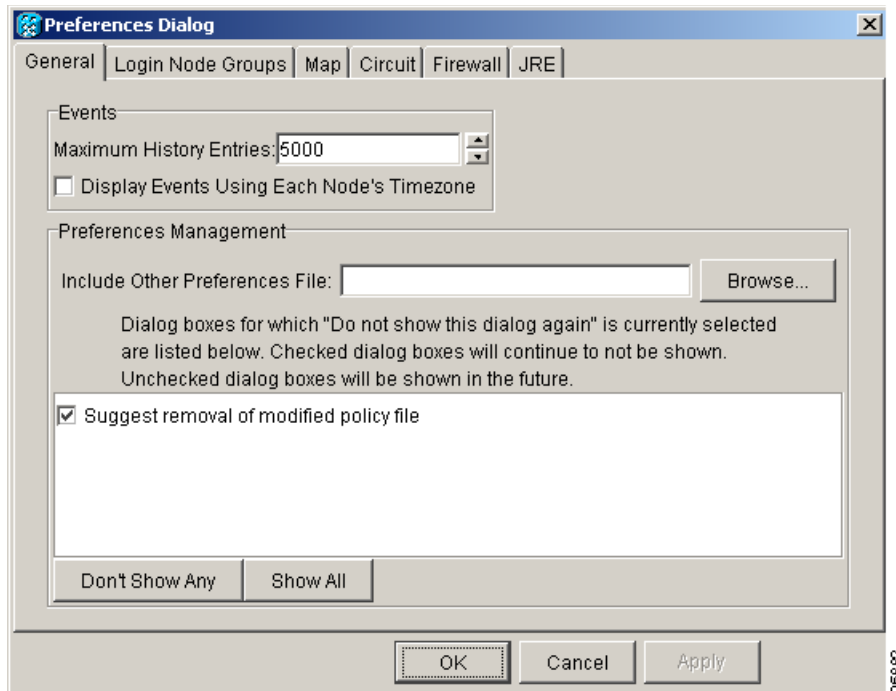 Preferences Dialog
General Login Node Groups Map Circuit Firewall JRE
Events
Maximum History Entries: 5000
Display Events Using Each Node's Timezone
Preferences Management
Include Other Preferences File: Browse...
Dialog boxes for which "Do not show this dialog again" is currently selected
are listed below. Checked dialog boxes will continue to not be shown.
Unchecked dialog boxes will be shown in the future.
Suggest removal of modified policy file
Don't Show Any Show All
OK Cancel Apply